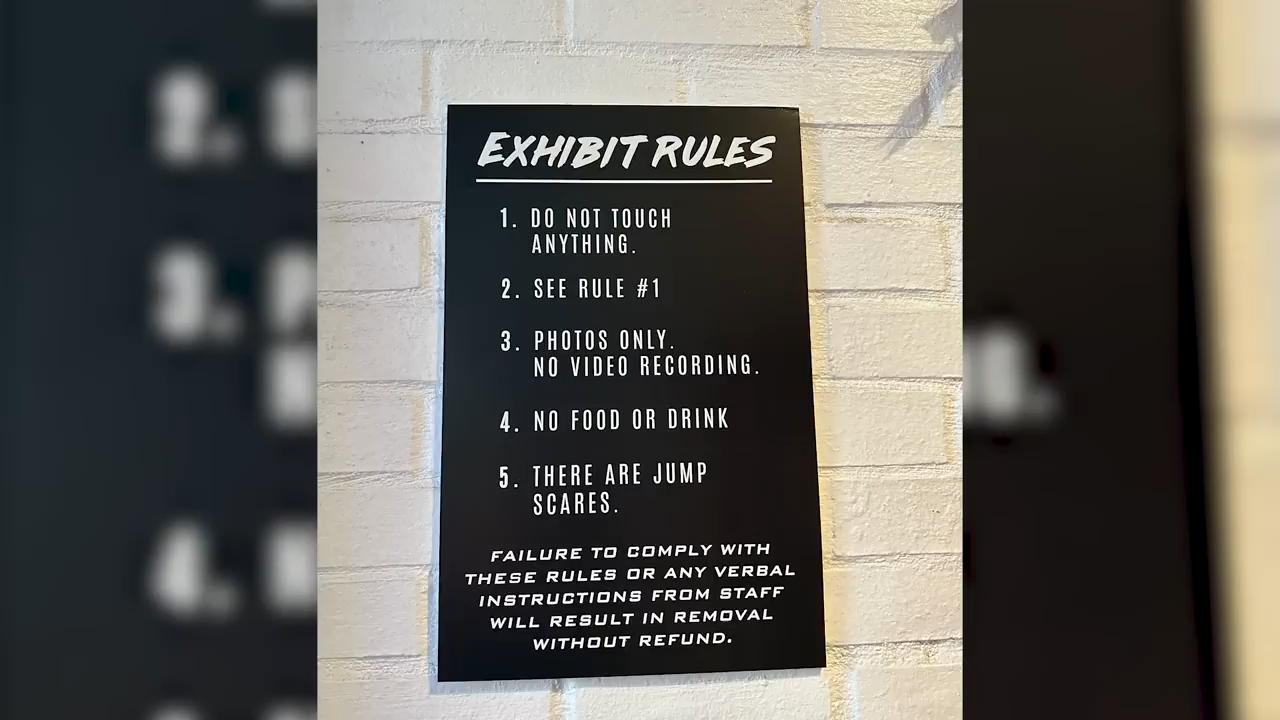 EXHIBIT RULES
1. DO NOT TOUCH
ANYTHING.
2. SEE RULE #1
3. PHOTOS ONLY.
NO VIDEO RECORDING.
4. NO FOOD OR DRINK
5. THERE ARE JUMP
SCARES.
FAILURE TO COMPLY WITH
THESE RULES OR ANY VERBAL
INSTRUCTIONS FROM STAFF
WILL RESULT IN REMOVAL
WITHOUT REFUND.